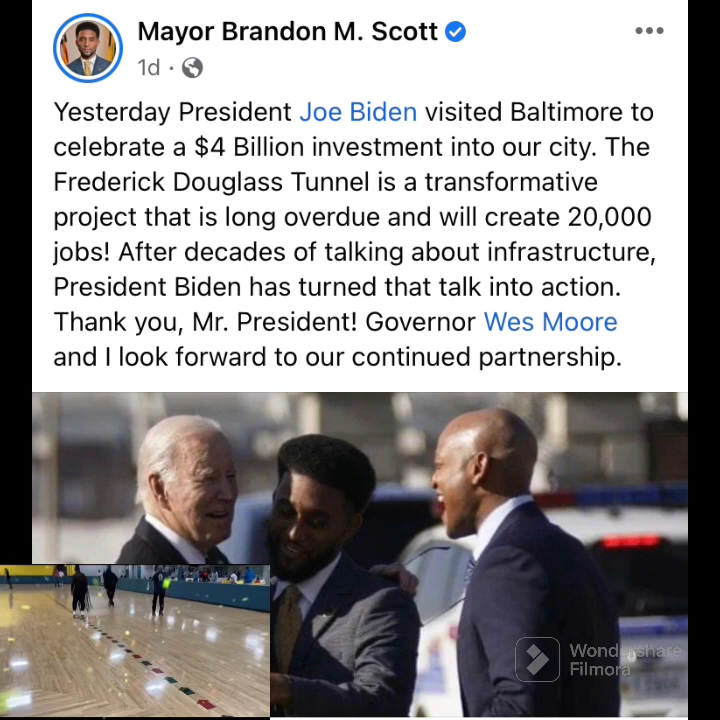 Mayor Brandon M. Scott
1d ·
Yesterday President Joe Biden visited Baltimore to
celebrate a $4 Billion investment into our city. The
Frederick Douglass Tunnel is a transformative
project that is long overdue and will create 20,000
jobs! After decades of talking about infrastructure,
President Biden has turned that talk into action.
Thank you, Mr. President! Governor Wes Moore
and I look forward to our continued partnership.
Wondershare
Filmora